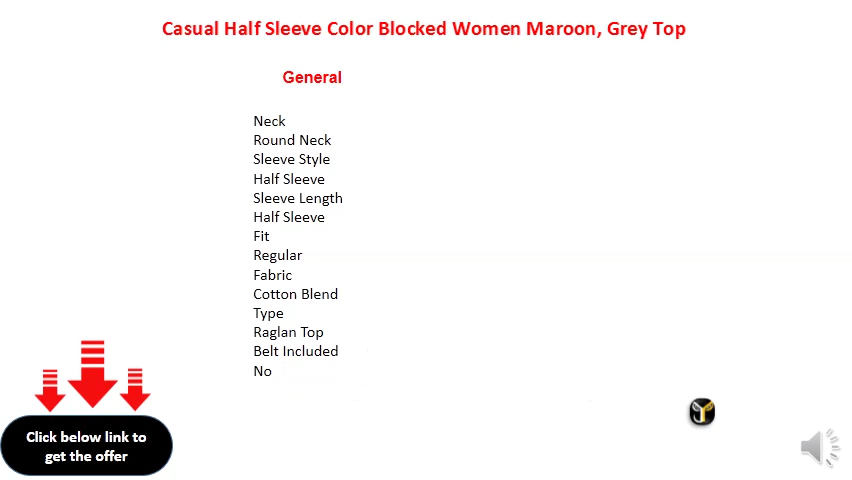 Casual Half Sleeve Color Blocked Women Maroon, Grey Top
General
Neck
Round Neck
Sleeve Style
Half Sleeve
Sleeve Length
Half Sleeve
Fit
Regular
Fabric
Cotton Blend
Type
Raglan Top
Belt Included
No
Click below link to
get the offer